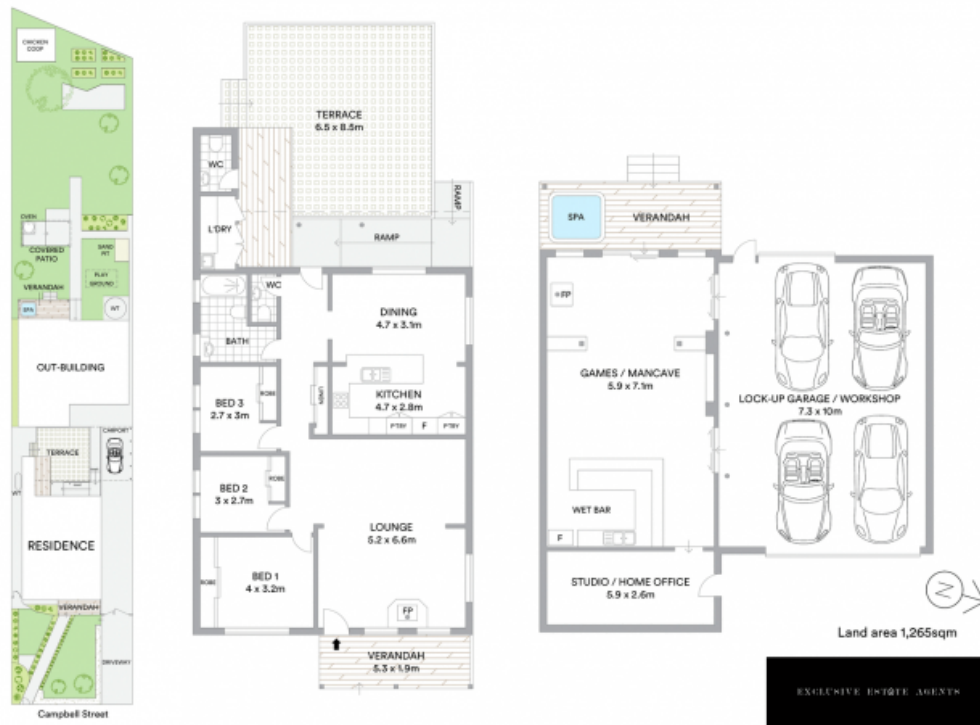 CHICKEN
COOP
OVEN
COVERED
PATIO
SAND
PIT
PLAY
GROUND
VERANDAH
SPA
WT
OUT-BUILDING
CARPORT
TERRACE
WT
RESIDENCE
VERANDAH
DRIVEWAY
Campbell Street
TERRACE
6.5 x 8.5m
WC
L'DRY
RAMP
RAMP
WC
BATH
DINING
4.7 x 3.1m
KITCHEN
4.7 x 2.8m
LINEN
PTRY
F
PTRY
BED 3
2.7 x 3m
ROBE
BED 2
3 x 2.7m
ROBE
LOUNGE
5.2 x 6.6m
BED 1
4 x 3.2m
ROBE
FP
VERANDAH
5.3 x 1.9m
SPA
VERANDAH
FP
GAMES / MANCAVE
5.9 x 7.1m
LOCK-UP GARAGE / WORKSHOP
7.3 x 10m
WET BAR
F
STUDIO / HOME OFFICE
5.9 x 2.6m
N
Land area 1,265sqm
EXCLUSIVE ESTATE AGENTS